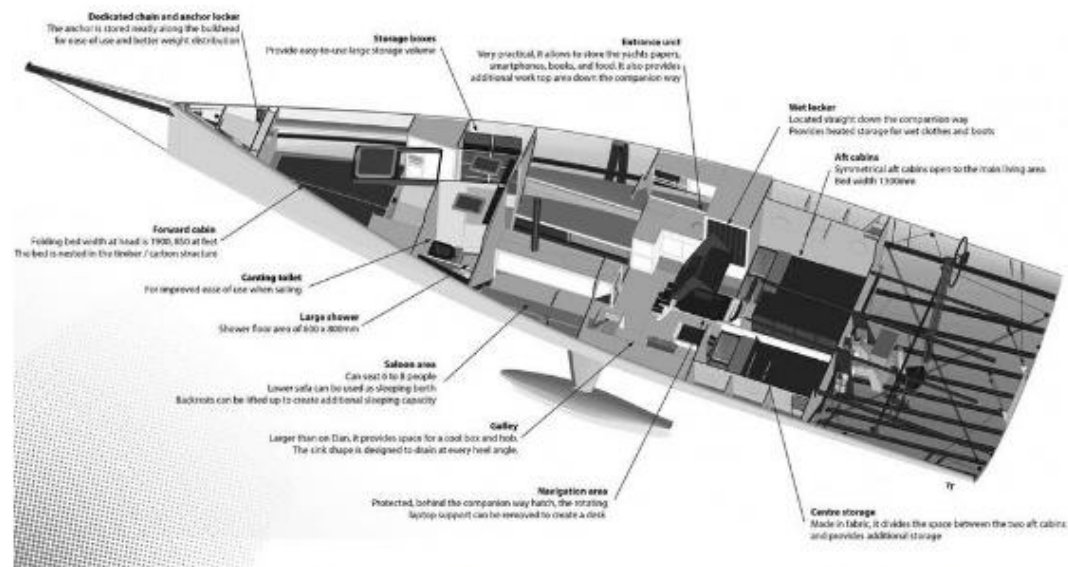 Dedicated chain and anchor locker
The anchor is stored neatly along the bulkhead
for ease of use and better weight distribution
Storage boxes
Provide easy-to-use large storage volume
Entrance unit
Very practical, it allows to store the yachts papers,
smartphones, books, and food. It also provides
additional work top area down the companion way
Wet locker
Located straight down the companion way
Provides heated storage for wet clothes and boots
Aft cabins
Symmetrical aft cabins open to the main living area
Bed width 1300mm
Forward cabin
Folding bed width at head is 1900, 850 at feet
The bed is nested in the timber / carbon structure
Canting toilet
For improved ease of use when sailing
Large shower
Shower floor area of 600 x 800mm
Saloon area
Can seat 6 to 8 people
Lower sofa can be used as sleeping berth
Backrests can be lifted up to create additional sleeping capacity
Galley
Larger than on Elan, it provides space for a cool box and hob.
The sink shape is designed to drain at every heel angle.
Navigation area
Protected, behind the companion way hatch, the rotating
laptop support can be removed to create a desk
Centre storage
Made in fabric, it divides the space between the two aft cabins
and provides additional storage